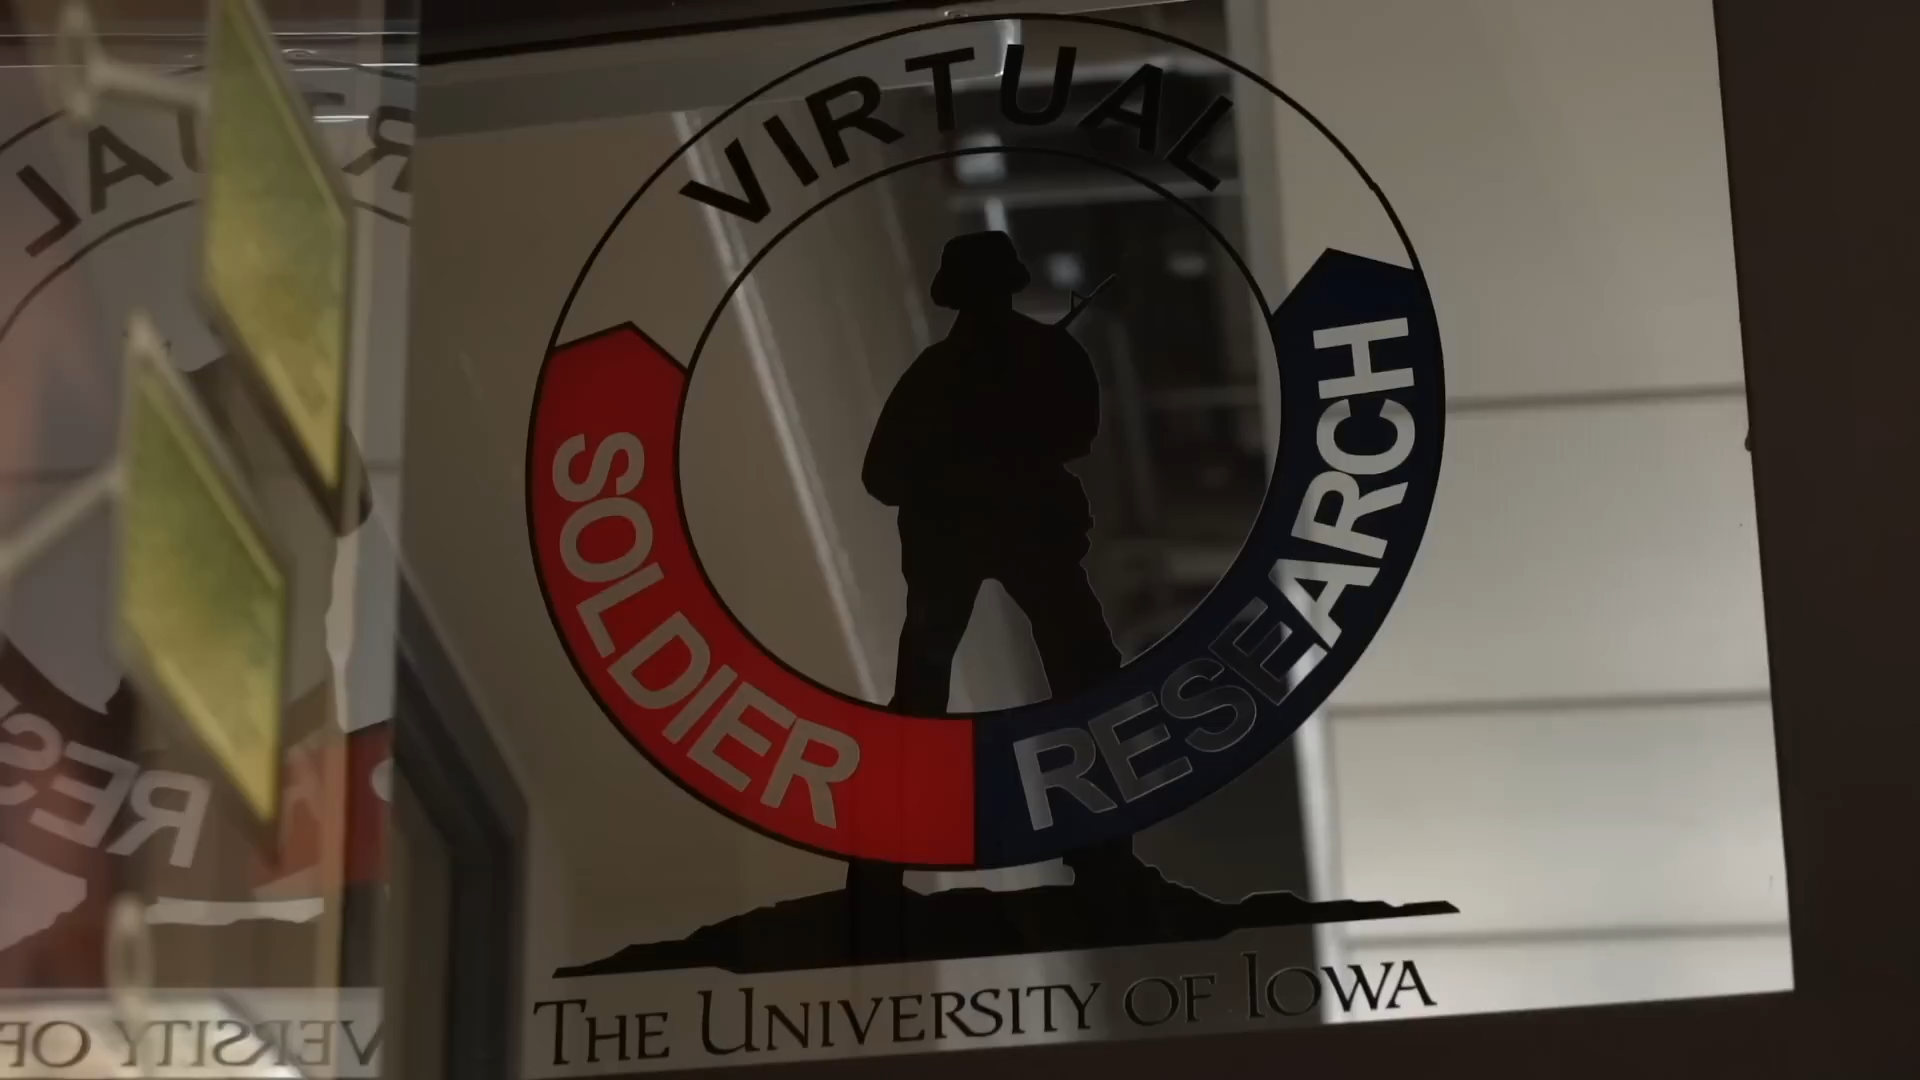 VIRTUAL
SOLDIER
RESEARCH
THE UNIVERSITY OF IOWA